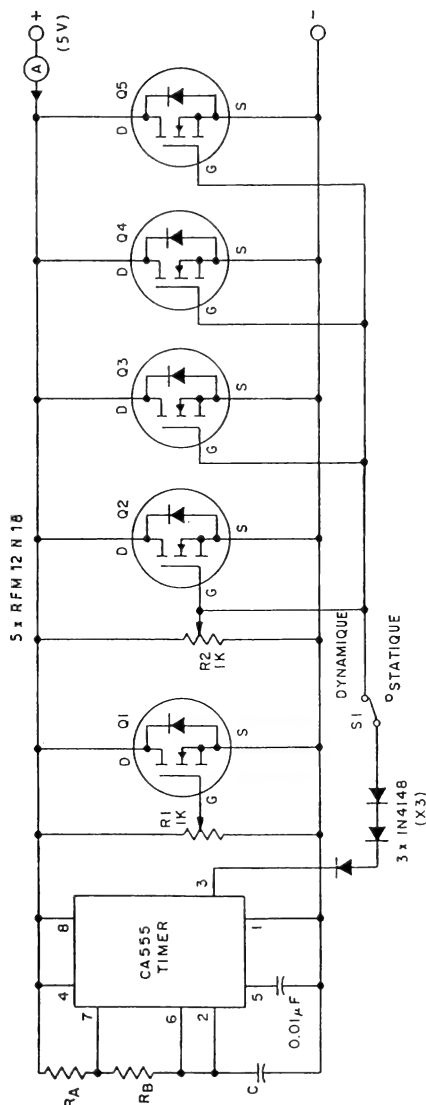 5 x RFM 12 N 18
A
+
(5 V)
-
RA
RB
C
4
8
7
6
2
5
1
3
CA555
TIMER
0.01µF
R1
1K
Q1
D
G
S
R2
1K
Q2
D
G
S
Q3
D
G
S
Q4
D
G
S
Q5
D
G
S
DYNAMIQUE
S1
STATIQUE
3 x 1N4148
(X3)